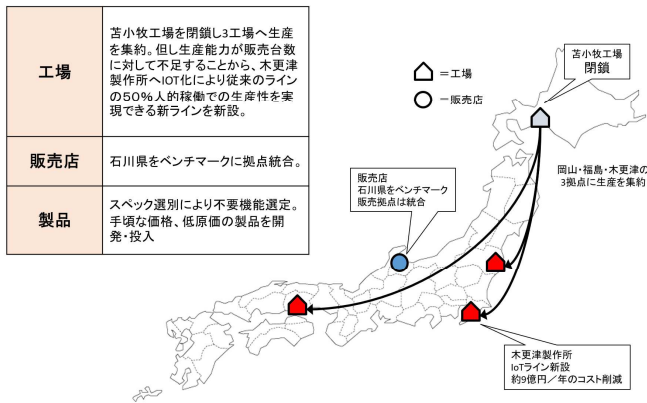 工場
苫小牧工場を閉鎖し3工場へ生産
を集約。但し生産能力が販売台数
に対して不足することから、木更津
製作所へIOT化により従来のライン
の50%人的稼働での生産性を実
現できる新ラインを新設。
販売店
石川県をベンチマークに拠点統合。
製品
スペック選別により不要機能選定。
手頃な価格、低原価の製品を開
発・投入
＝工場
＝販売店
苫小牧工場
閉鎖
岡山・福島・木更津の
3拠点に生産を集約
販売店
石川県をベンチマーク
販売拠点は統合
木更津製作所
IoTライン新設
約9億円／年のコスト削減